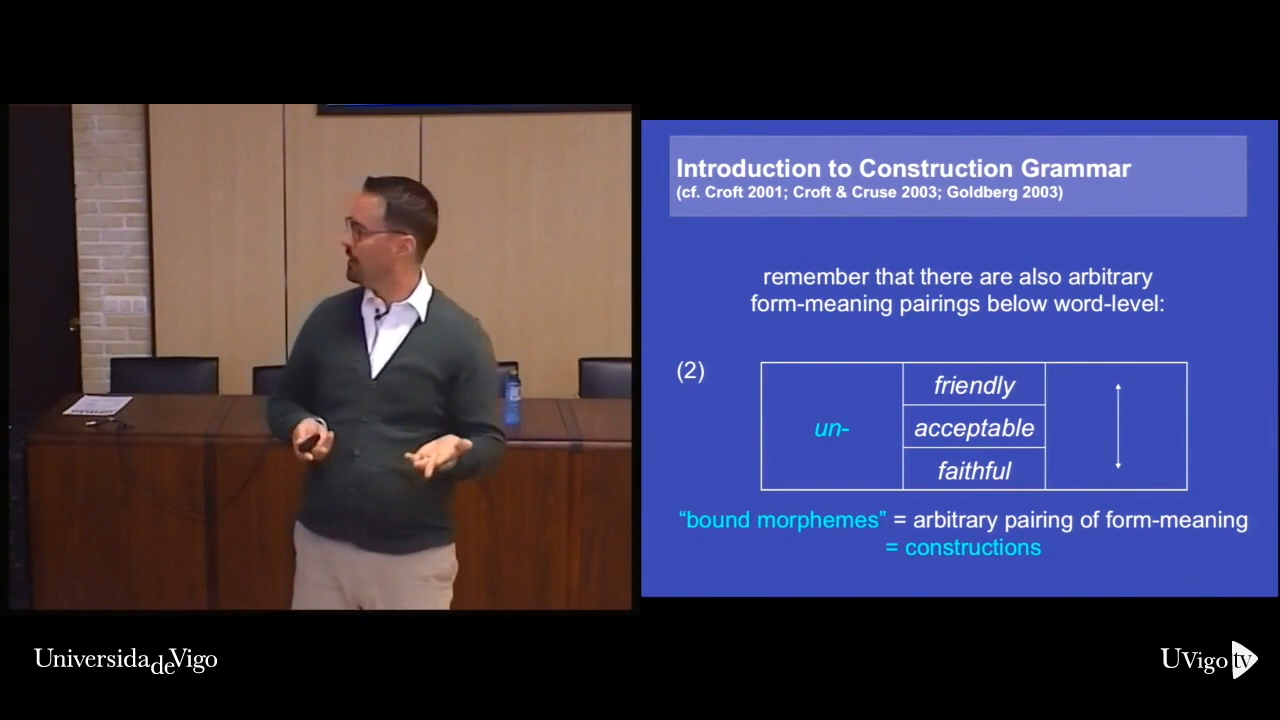 Introduction to Construction Grammar
(cf. Croft 2001; Croft & Cruse 2003; Goldberg 2003)
remember that there are also arbitrary
form-meaning pairings below word-level:
(2)
friendly
un-
acceptable
faithful
“bound morphemes” = arbitrary pairing of form-meaning
= constructions
UniversidadeVigo
UVigo tv